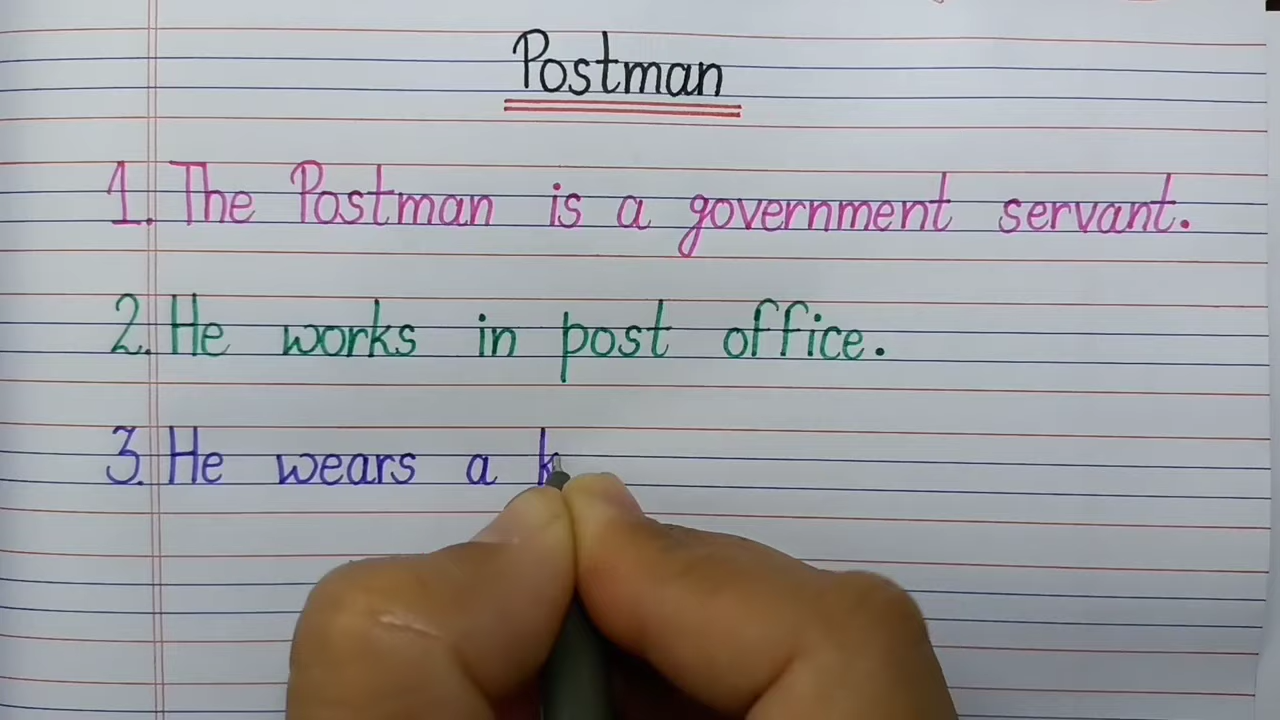 Postman
1. The Postman is a government servant.
2. He works in post office.
3. He wears a k